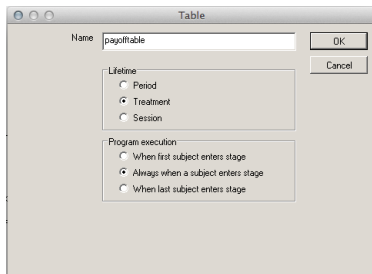 Table
Name payofftable OK
Cancel
Lifetime
Period
Treatment
Session
Program execution
When first subject enters stage
Always when a subject enters stage
When last subject enters stage